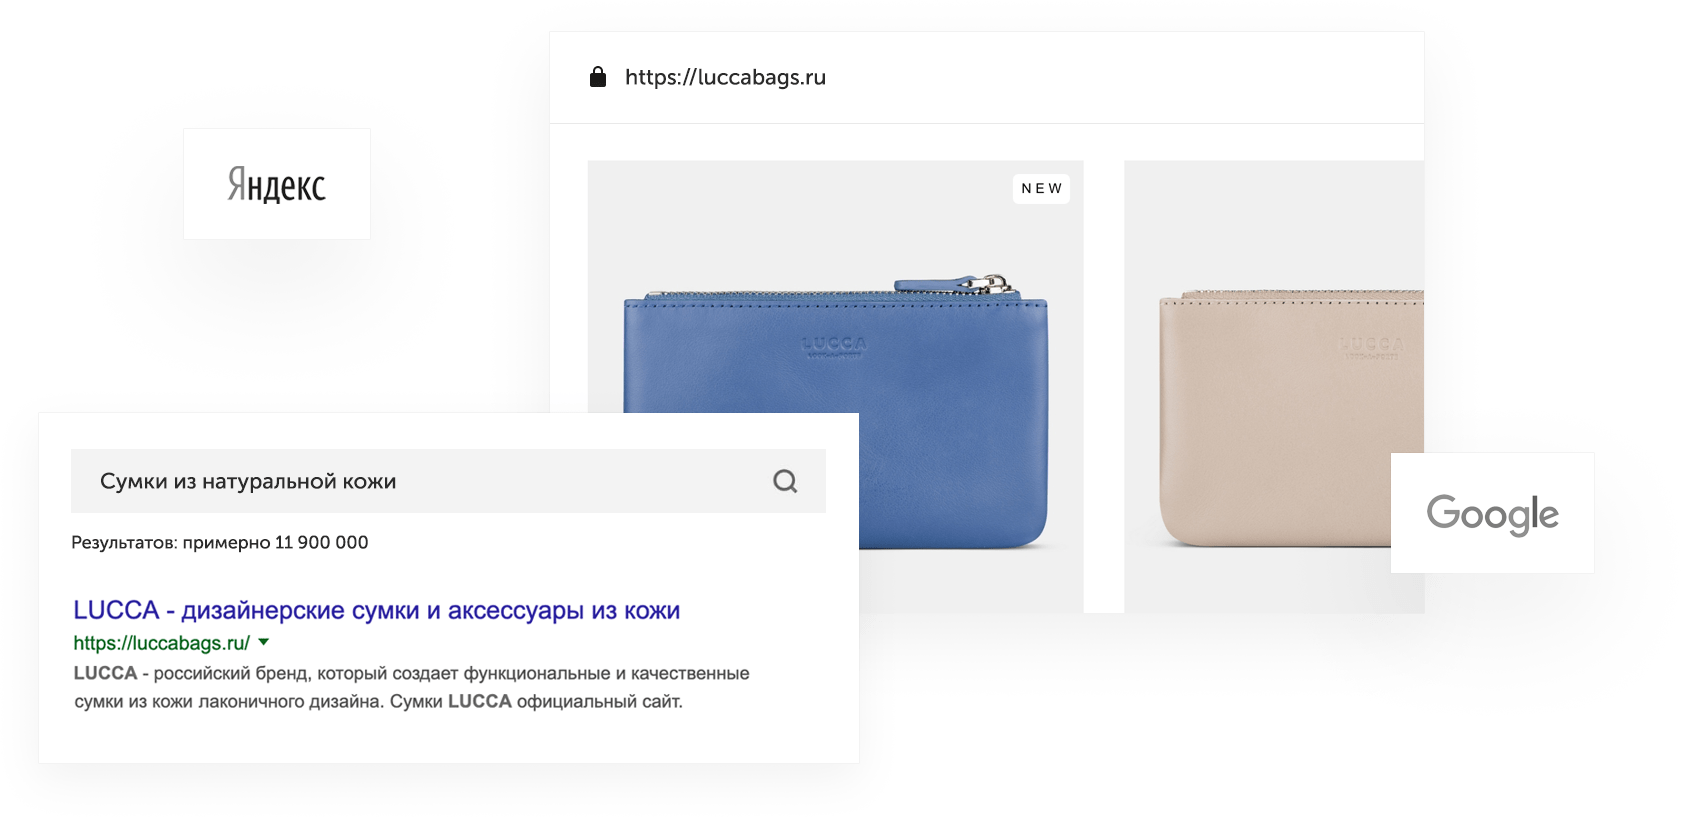 https://luccabags.ru
Яндекс
NEW
LUCCA
LUCCA
Google
Сумки из натуральной кожи
Результатов: примерно 11 900 000
LUCCA - дизайнерские сумки и аксессуары из кожи
https://luccabags.ru/
LUCCA - российский бренд, который создает функциональные и качественные
сумки из кожи лаконичного дизайна. Сумки LUCCA официальный сайт.